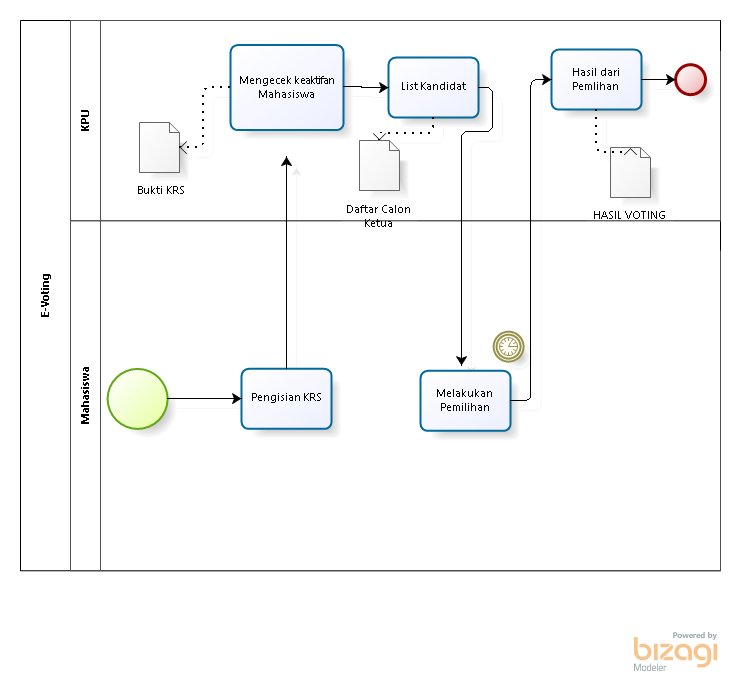 E-Voting
KPU
Mengecek keaktifan
Mahasiswa
List Kandidat
Hasil dari
Pemlihan
Bukti KRS
Daftar Calon
Ketua
HASIL VOTING
Mahasiswa
Pengisian KRS
Melakukan
Pemilihan
Powered by
bizagi
Modeler